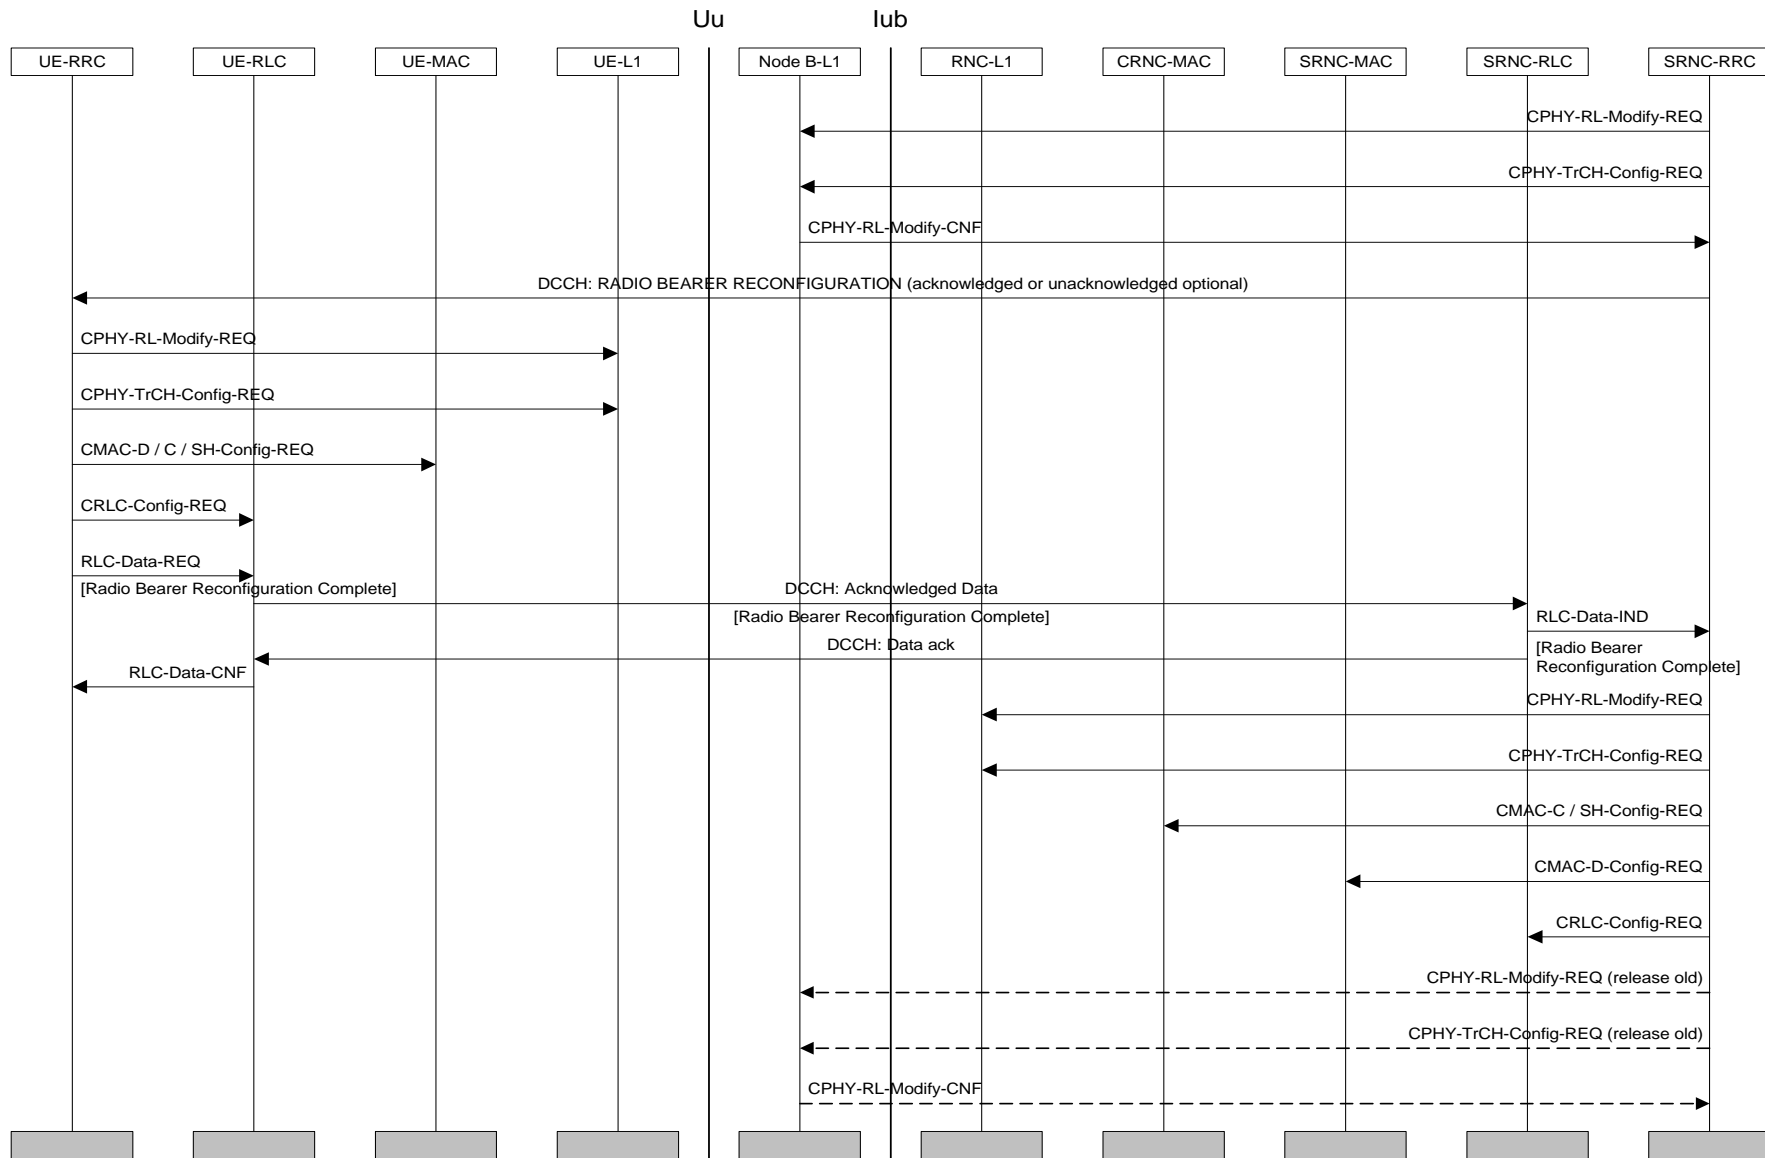 Uu
Iub
UE-RRC
UE-RLC
UE-MAC
UE-L1
Node B-L1
RNC-L1
CRNC-MAC
SRNC-MAC
SRNC-RLC
SRNC-RRC
CPHY-RL-Modify-REQ
CPHY-TrCH-Config-REQ
CPHY-RL-Modify-CNF
DCCH: RADIO BEARER RECONFIGURATION (acknowledged or unacknowledged optional)
CPHY-RL-Modify-REQ
CPHY-TrCH-Config-REQ
CMAC-D / C / SH-Config-REQ
CRLC-Config-REQ
RLC-Data-REQ
[Radio Bearer Reconfiguration Complete]
DCCH: Acknowledged Data
[Radio Bearer Reconfiguration Complete]
RLC-Data-IND
[Radio Bearer
Reconfiguration Complete]
DCCH: Data ack
RLC-Data-CNF
CPHY-RL-Modify-REQ
CPHY-TrCH-Config-REQ
CMAC-C / SH-Config-REQ
CMAC-D-Config-REQ
CRLC-Config-REQ
CPHY-RL-Modify-REQ (release old)
CPHY-TrCH-Config-REQ (release old)
CPHY-RL-Modify-CNF